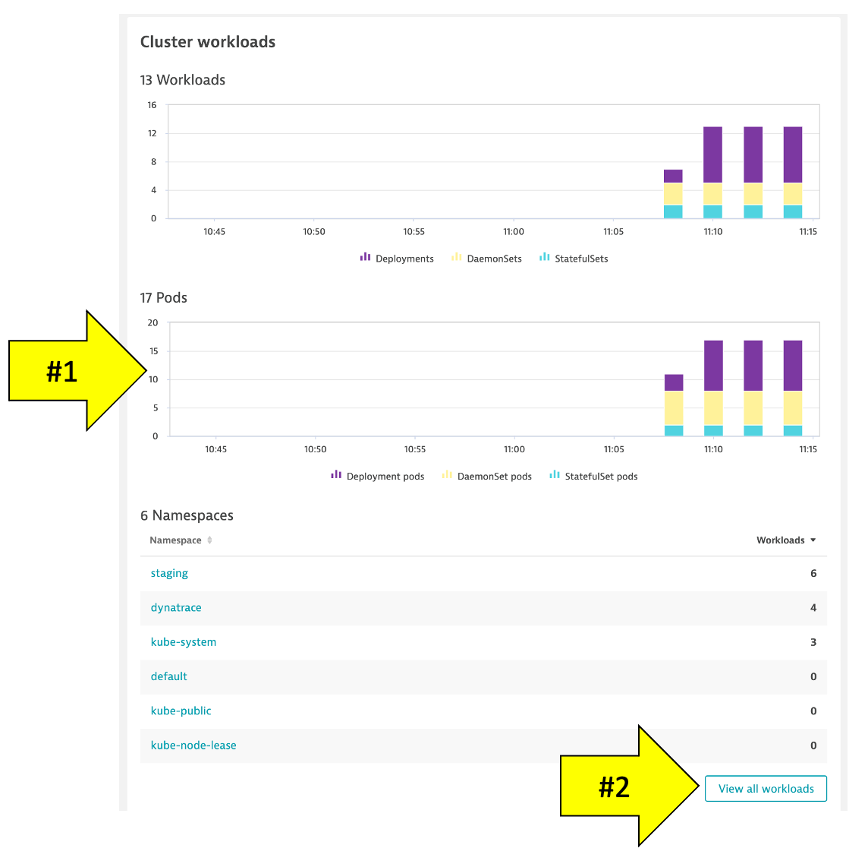 Cluster workloads
13 Workloads
16
12
8
4
0
10:45 10:50 10:55 11:00 11:05 11:10 11:15
Deployments DaemonSets StatefulSets
17 Pods
20
15
#1
10
5
0
10:45 10:50 10:55 11:00 11:05 11:10 11:15
Deployment pods DaemonSet pods StatefulSet pods
6 Namespaces
Namespace Workloads
staging 6
dynatrace 4
kube-system 3
default 0
kube-public 0
kube-node-lease 0
#2 View all workloads